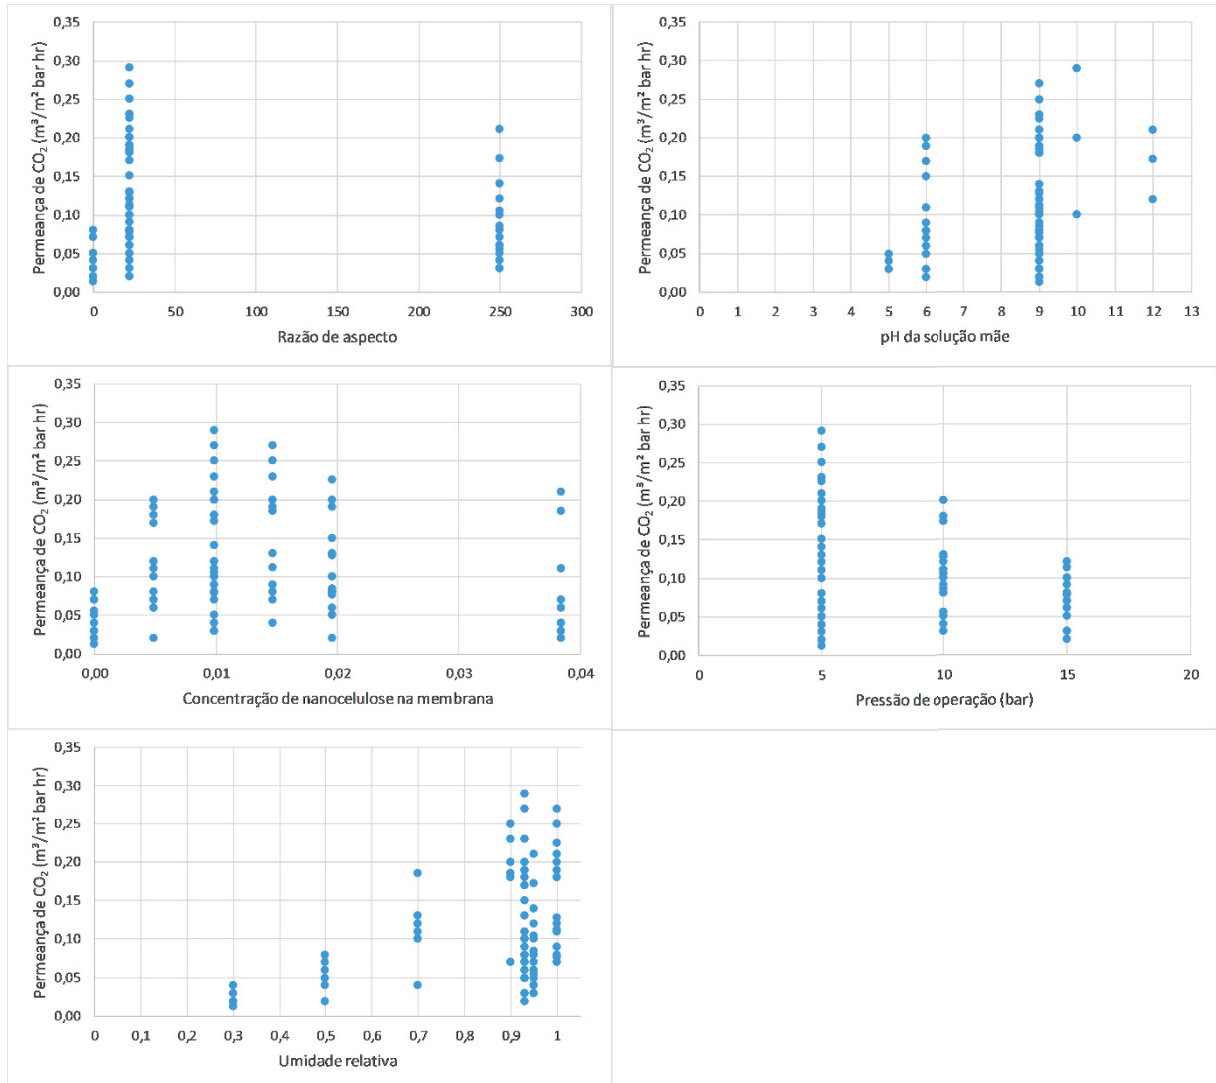 Permeança de CO₂ (m³/m² bar hr)
0,35
0,30
0,25
0,20
0,15
0,10
0,05
0,00
0 50 100 150 200 250 300
Razão de aspecto
Permeança de CO₂ (m³/m² bar hr)
0,35
0,30
0,25
0,20
0,15
0,10
0,05
0,00
0 1 2 3 4 5 6 7 8 9 10 11 12 13
pH da solução mãe
Permeança de CO₂ (m³/m² bar hr)
0,35
0,30
0,25
0,20
0,15
0,10
0,05
0,00
0,00 0,01 0,02 0,03 0,04
Concentração de nanocelulose na membrana
Permeança de CO₂ (m³/m² bar hr)
0,35
0,30
0,25
0,20
0,15
0,10
0,05
0,00
0 5 10 15 20
Pressão de operação (bar)
Permeança de CO₂ (m³/m² bar hr)
0,35
0,30
0,25
0,20
0,15
0,10
0,05
0,00
0 0,1 0,2 0,3 0,4 0,5 0,6 0,7 0,8 0,9 1
Umidade relativa